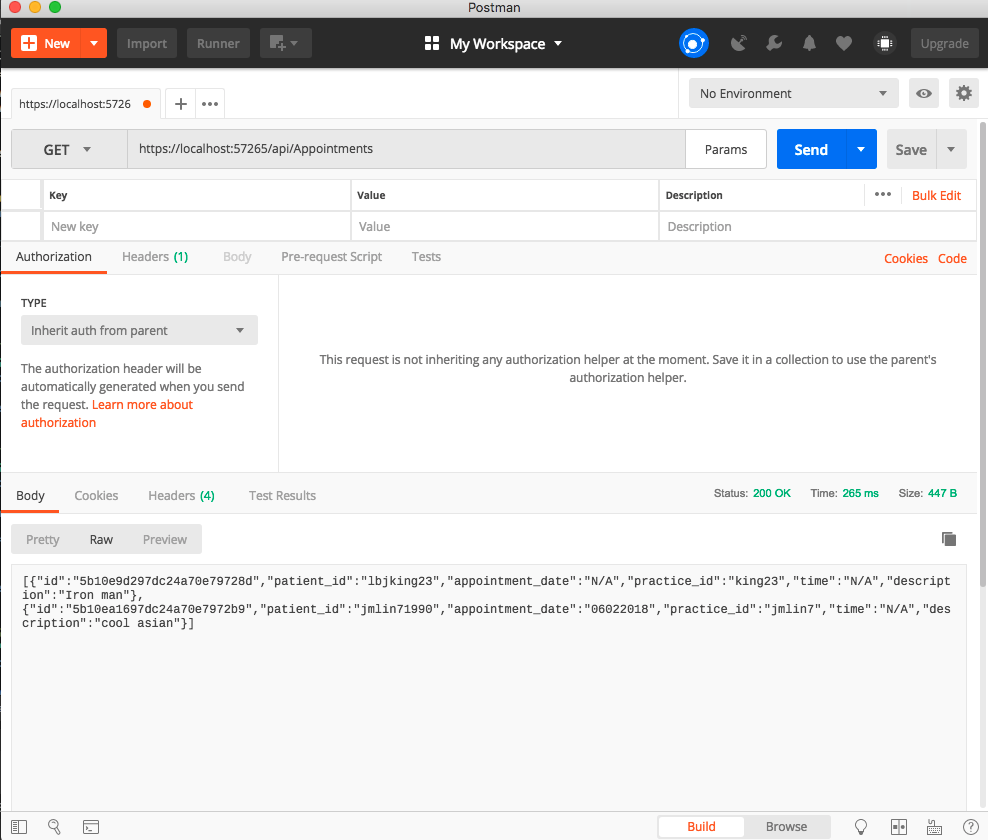 Postman
New
Import
Runner
My Workspace
Upgrade
https://localhost:5726
No Environment
GET
https://localhost:57265/api/Appointments
Params
Send
Save
Key
Value
Description
Bulk Edit
New key
Value
Description
Authorization
Headers (1)
Body
Pre-request Script
Tests
Cookies
Code
TYPE
Inherit auth from parent
The authorization header will be
automatically generated when you send
the request. Learn more about
authorization
This request is not inheriting any authorization helper at the moment. Save it in a collection to use the parent's
authorization helper.
Body
Cookies
Headers (4)
Test Results
Status: 200 OK
Time: 265 ms
Size: 447 B
Pretty
Raw
Preview
[{"id":"5b10e9d297dc24a70e79728d","patient_id":"lbjking23","appointment_date":"N/A","practice_id":"king23","time":"N/A","descript
ion":"Iron man"},
{"id":"5b10ea1697dc24a70e7972b9","patient_id":"jmlin71990","appointment_date":"06022018","practice_id":"jmlin7","time":"N/A","des
cription":"cool asian"}]
Build
Browse